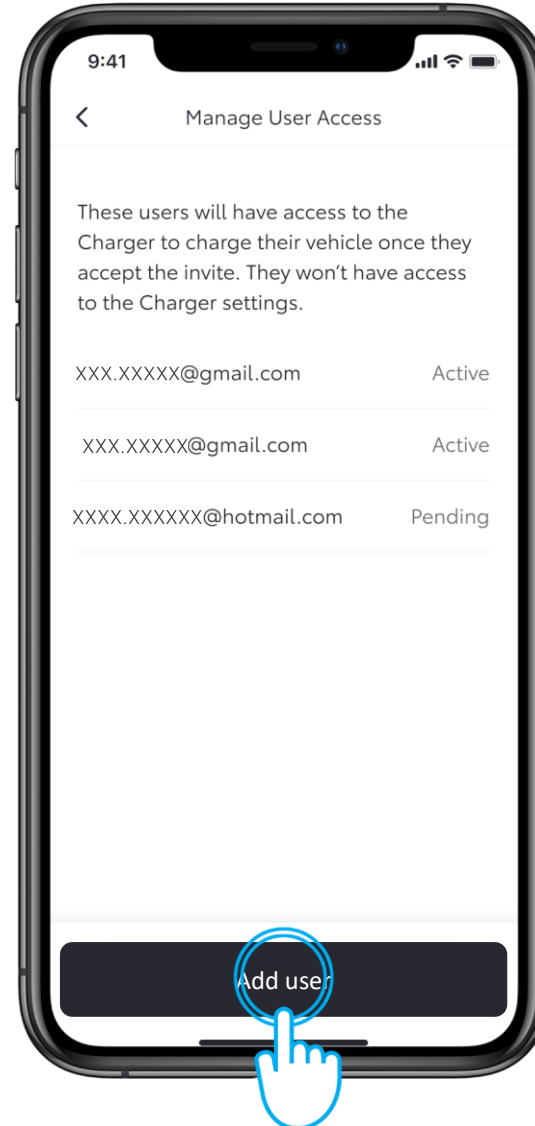 9:41
Manage User Access
These users will have access to the
Charger to charge their vehicle once they
accept the invite. They won't have access
to the Charger settings.
XXX.XXXXX@gmail.com Active
XXX.XXXXX@gmail.com Active
XXXX.XXXXXX@hotmail.com Pending
Add user